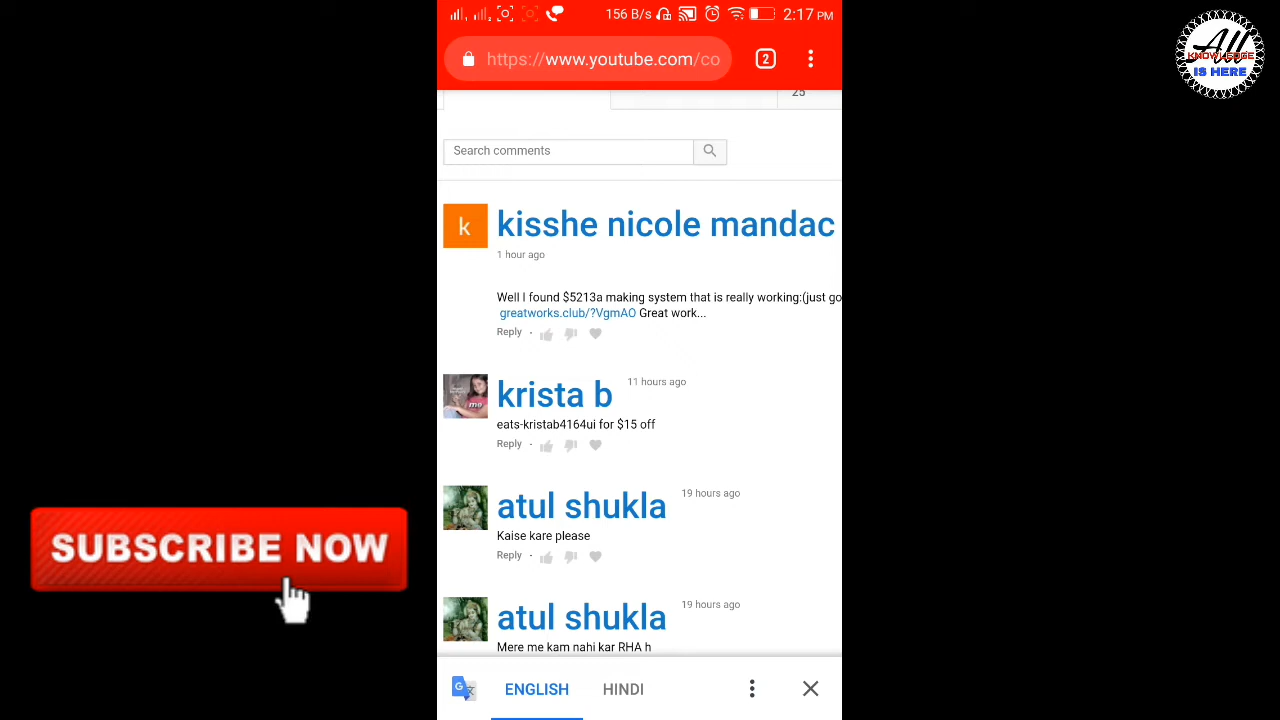 156 B/s
2:17 PM
https://www.youtube.com/co
2
25
Search comments
k
kisshe nicole mandac
1 hour ago
Well I found $5213a making system that is really working:(just go
greatworks.club/?VgmAO Great work...
Reply ·
krista b
11 hours ago
me
eats-kristab4164ui for $15 off
Reply ·
atul shukla
19 hours ago
Kaise kare please
Reply ·
atul shukla
19 hours ago
Mere me kam nahi kar RHA h
G
ENGLISH
HINDI
SUBSCRIBE NOW
All
KNOWLEDGE
IS HERE